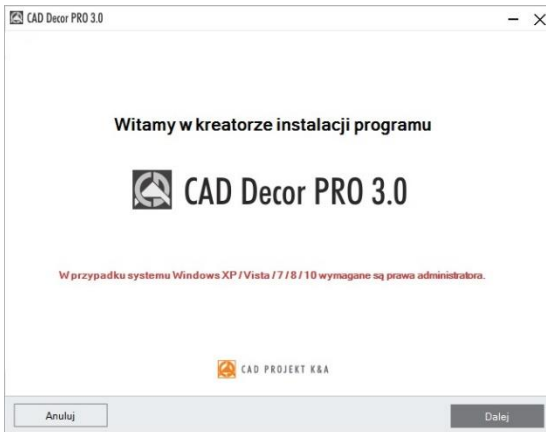 CAD Decor PRO 3.0
Witamy w kreatorze instalacji programu
CAD Decor PRO 3.0
W przypadku systemu Windows XP / Vista / 7 / 8 / 10 wymagane są prawa administratora.
CAD PROJEKT K&A
Anuluj
Dalej